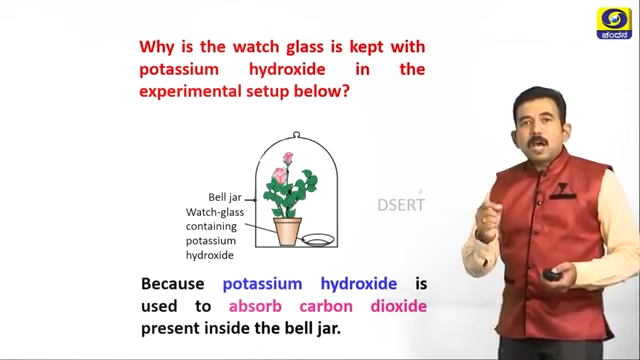 ಚಂದನ
Why is the watch glass is kept with
potassium hydroxide in the
experimental setup below?
Bell jar
Watch-glass
containing
potassium
hydroxide
DSERT
Because potassium hydroxide is
used to absorb carbon dioxide
present inside the bell jar.